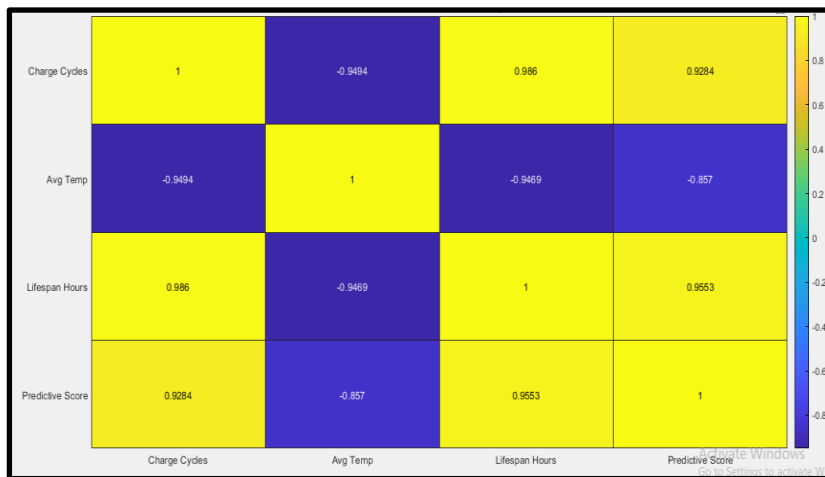 Charge Cycles 1 -0.9494 0.986 0.9284
Avg Temp -0.9494 1 -0.9469 -0.857
Lifespan Hours 0.986 -0.9469 1 0.9553
Predictive Score 0.9284 -0.857 0.9553 1
Charge Cycles Avg Temp Lifespan Hours Predictive Score
1
0.8
0.6
0.4
0.2
0
-0.2
-0.4
-0.6
-0.8
Activate Windows
Go to Settings to activate W